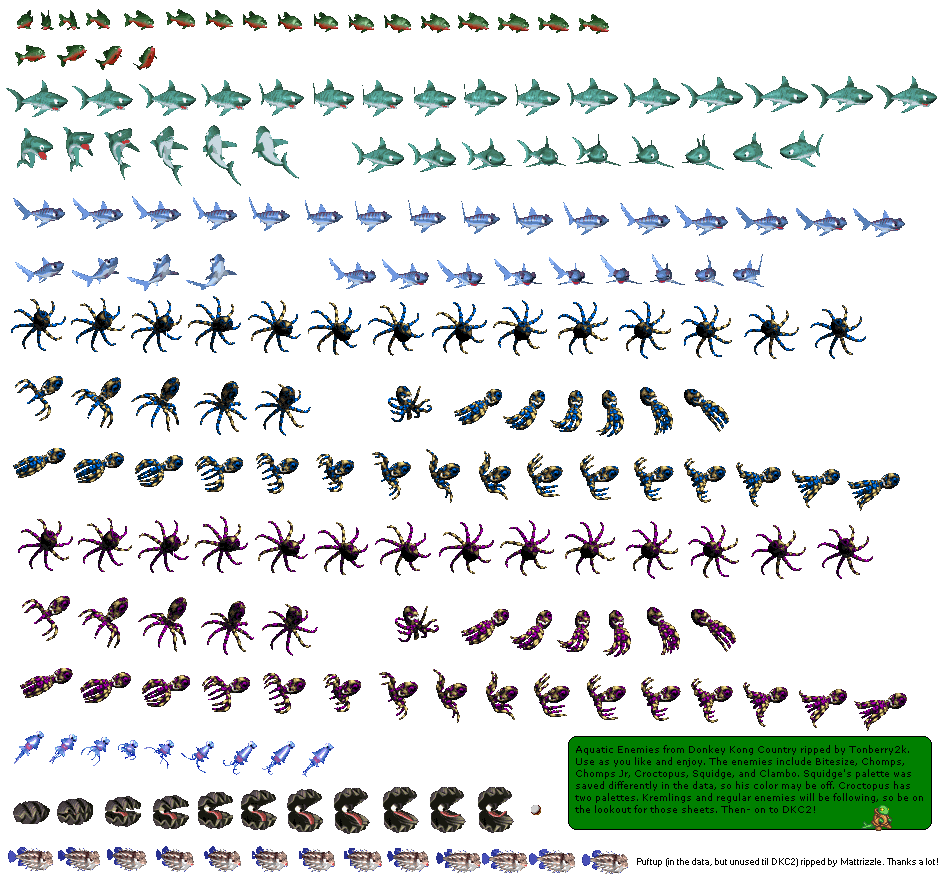 Aquatic Enemies from Donkey Kong Country ripped by Tonberry2k.
Use as you like and enjoy. The enemies include Bitesize, Chomps,
Chomps Jr, Croctopus, Squidge, and Clambo. Squidge's palette was
saved differently in the data, so his color may be off. Croctopus has
two palettes. Kremlings and regular enemies will be following, so be on
the lookout for those sheets. Then- on to DKC2!
Puftup (in the data, but unused til DKC2) ripped by Mattrizzle. Thanks a lot!